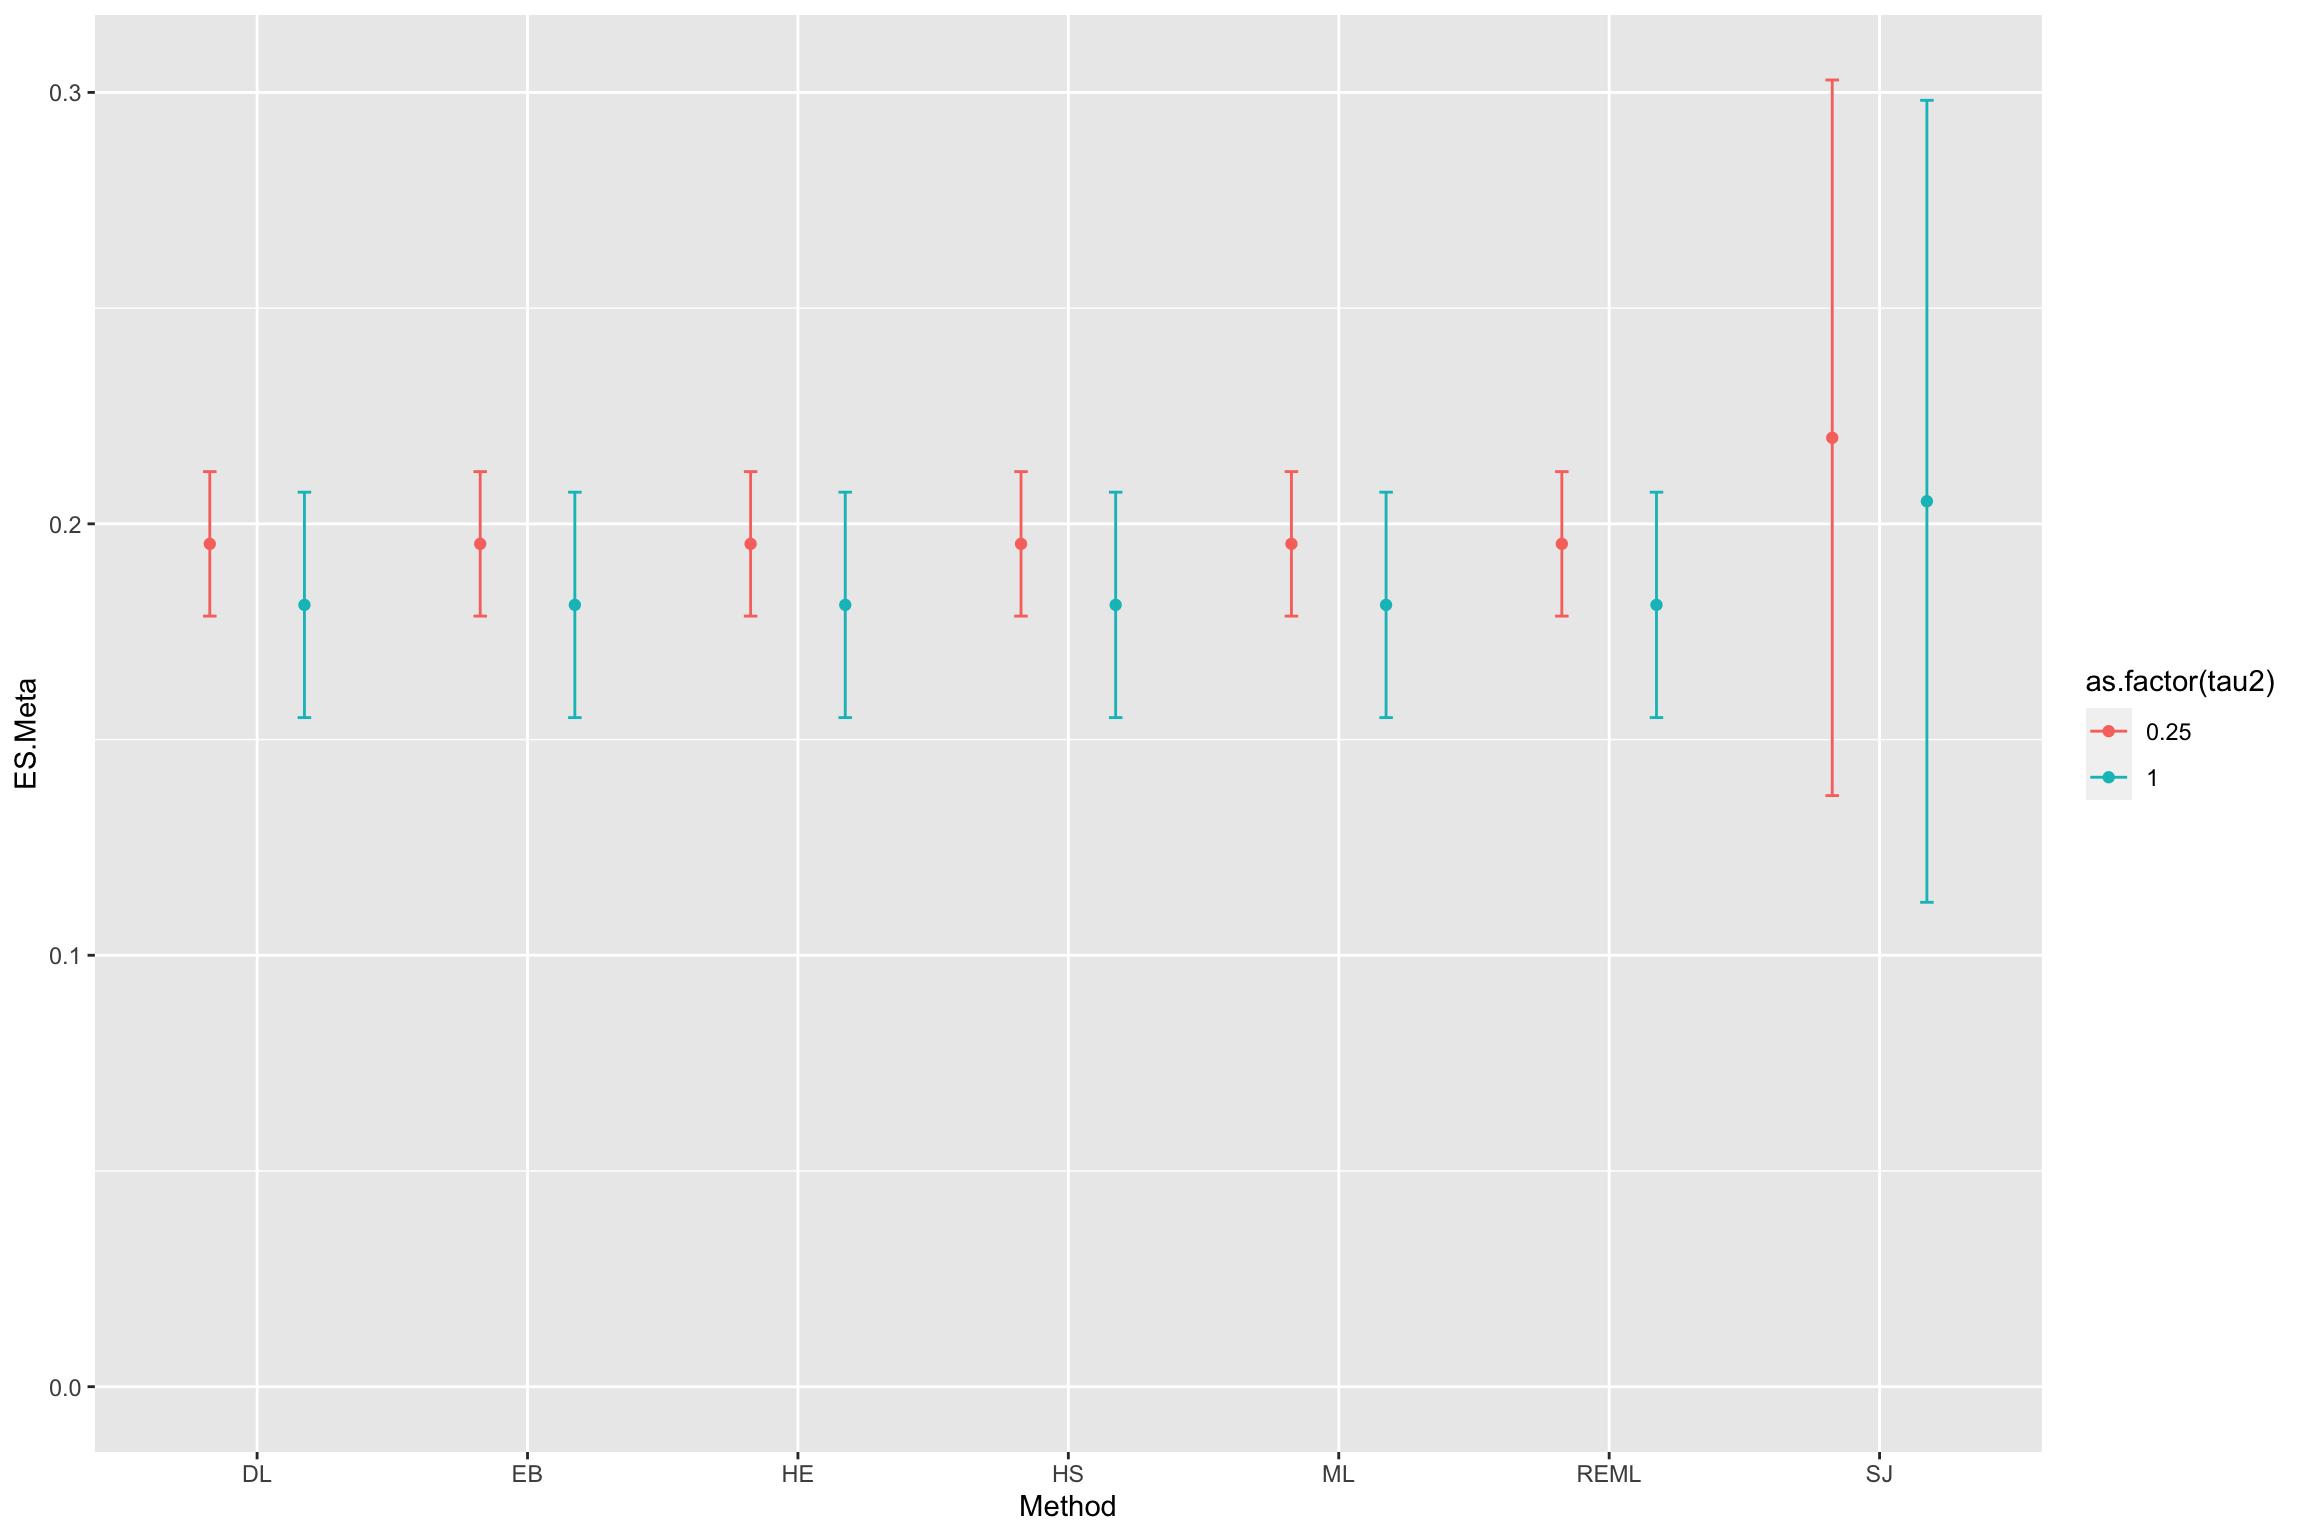 0.3
0.2
0.1
0.0
ES.Meta
DL EB HE HS ML REML SJ
Method
as.factor(tau2)
0.25
1